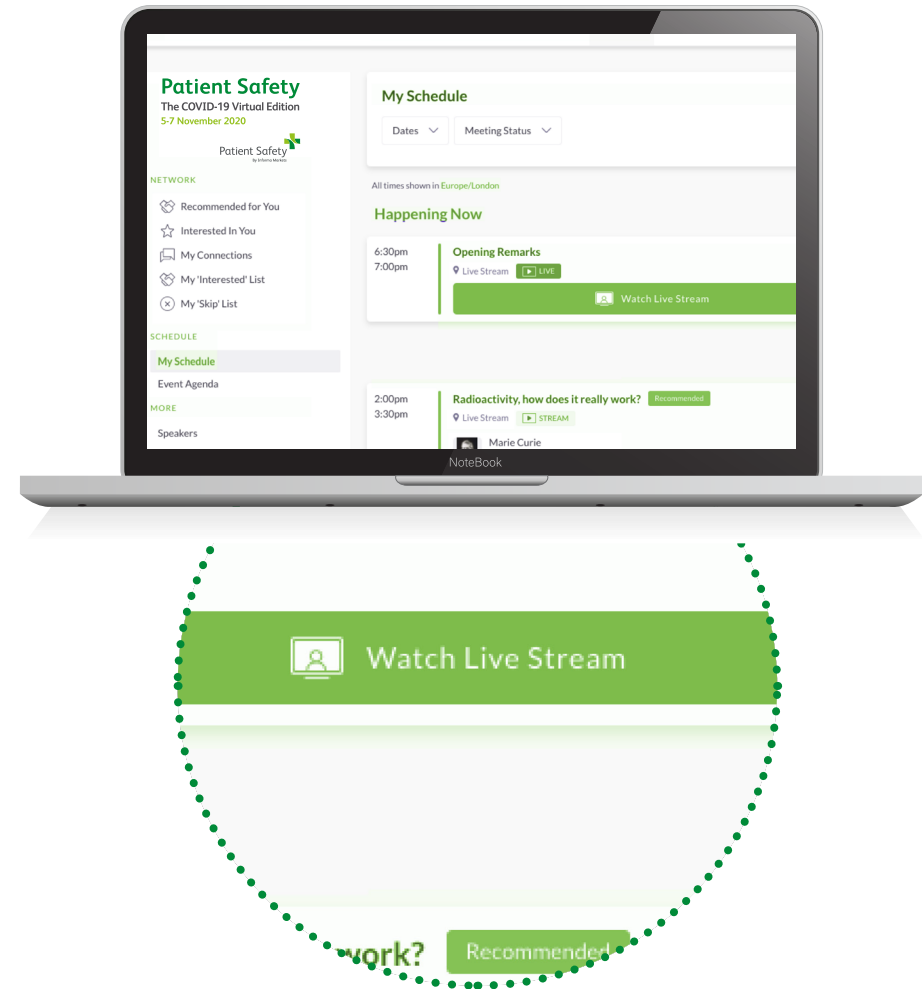 Patient Safety
The COVID-19 Virtual Edition
5-7 November 2020
Patient Safety
By Informa Markets
NETWORK
Recommended for You
Interested In You
My Connections
My 'Interested' List
My 'Skip' List
SCHEDULE
My Schedule
Event Agenda
MORE
Speakers
My Schedule
Dates
Meeting Status
All times shown in Europe/London
Happening Now
6:30pm
7:00pm
Opening Remarks
Live Stream LIVE
Watch Live Stream
2:00pm
3:30pm
Radioactivity, how does it really work? Recommended
Live Stream STREAM
Marie Curie
NoteBook
Watch Live Stream
work? Recommended